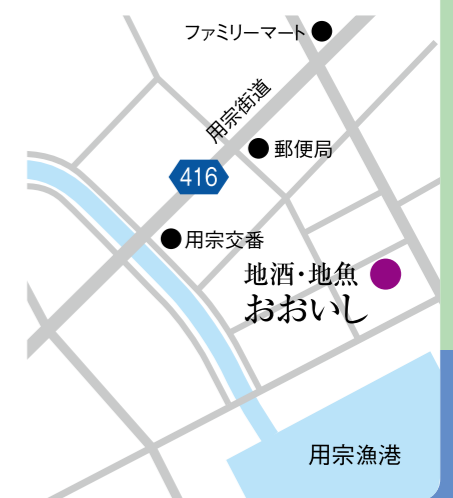 ファミリーマート
用宗街道
郵便局
416
用宗交番
地酒・地魚
おおいし
用宗漁港